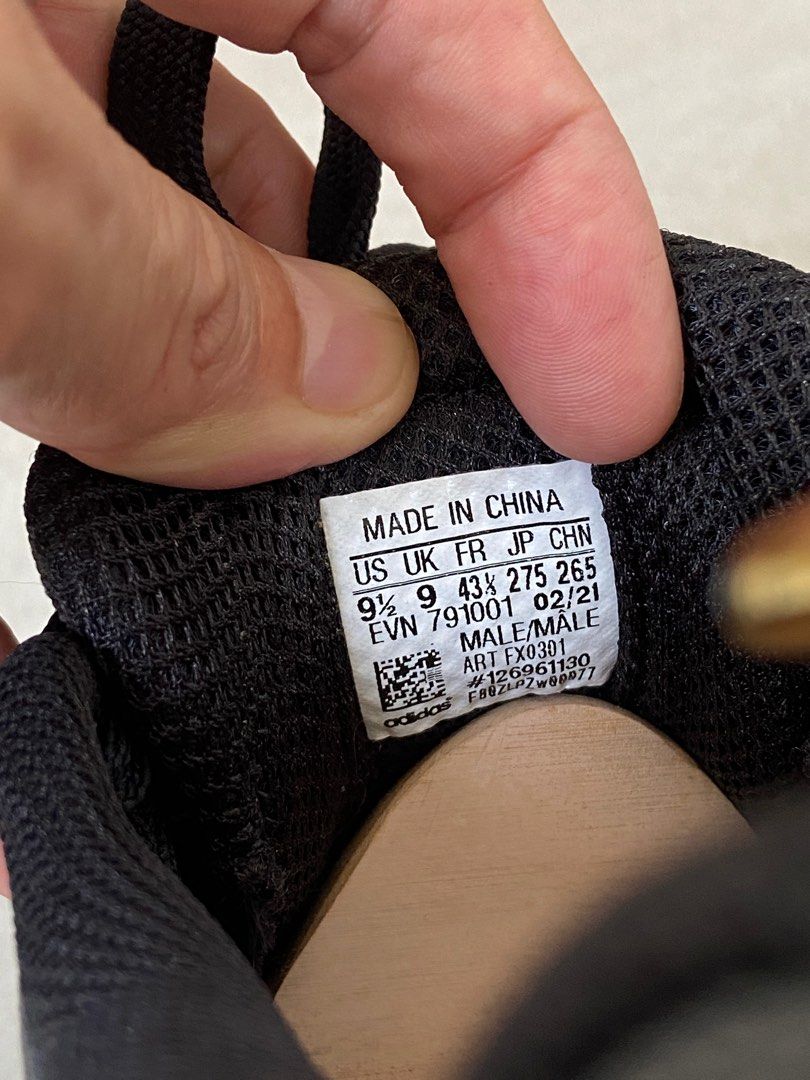 MADE IN CHINA
US UK FR JP CHN
9½ 9 43⅓ 275 265
EVN 791001 02/21
MALE/MÂLE
ART FX0301
#126961130
adidas